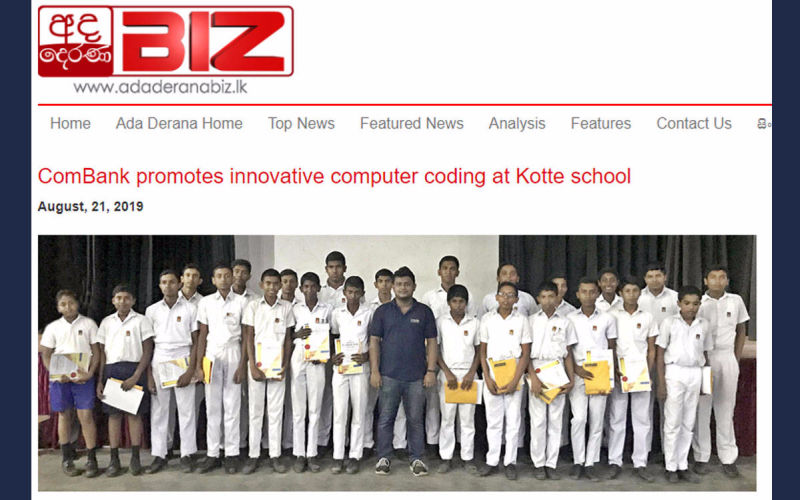 අද
දෙරණ
BIZ
www.adaderanabiz.lk
Home Ada Derana Home Top News Featured News Analysis Features Contact Us
ComBank promotes innovative computer coding at Kotte school
August, 21, 2019